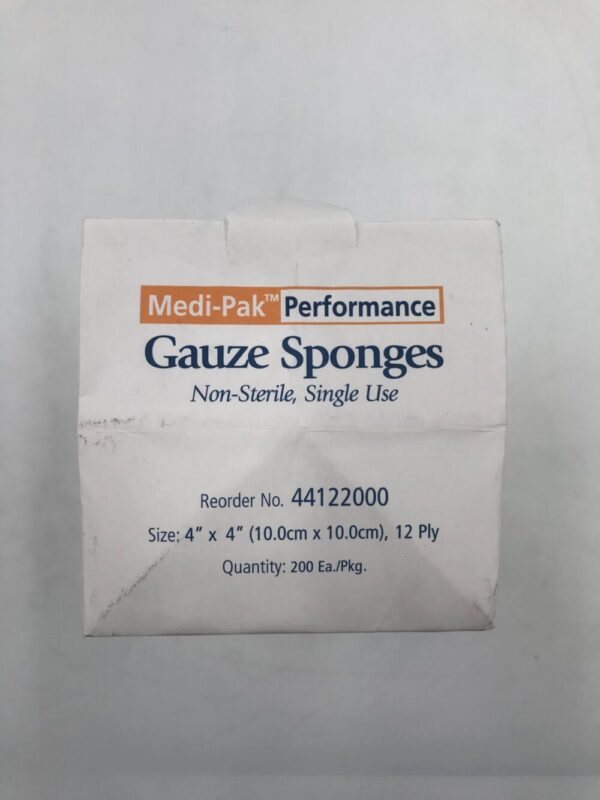 Medi-Pak™ Performance
Gauze Sponges
Non-Sterile, Single Use
Reorder No. 44122000
Size: 4" x 4" (10.0cm x 10.0cm), 12 Ply
Quantity: 200 Ea./Pkg.